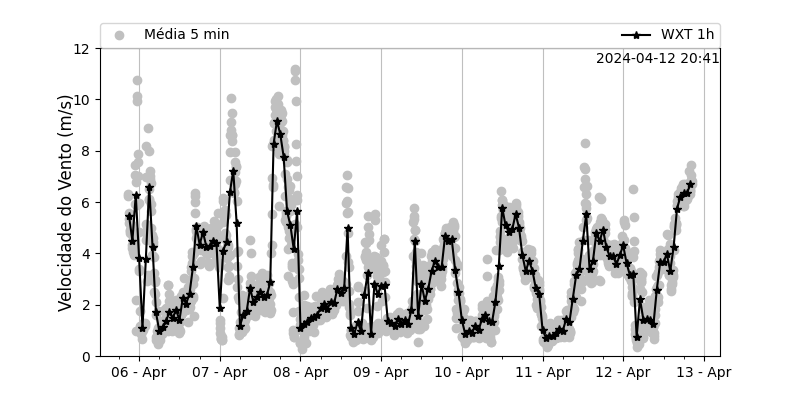 Média 5 min
WXT 1h
2024-04-12 20:41
Velocidade do Vento (m/s)
12
10
8
6
4
2
0
06 - Apr
07 - Apr
08 - Apr
09 - Apr
10 - Apr
11 - Apr
12 - Apr
13 - Apr